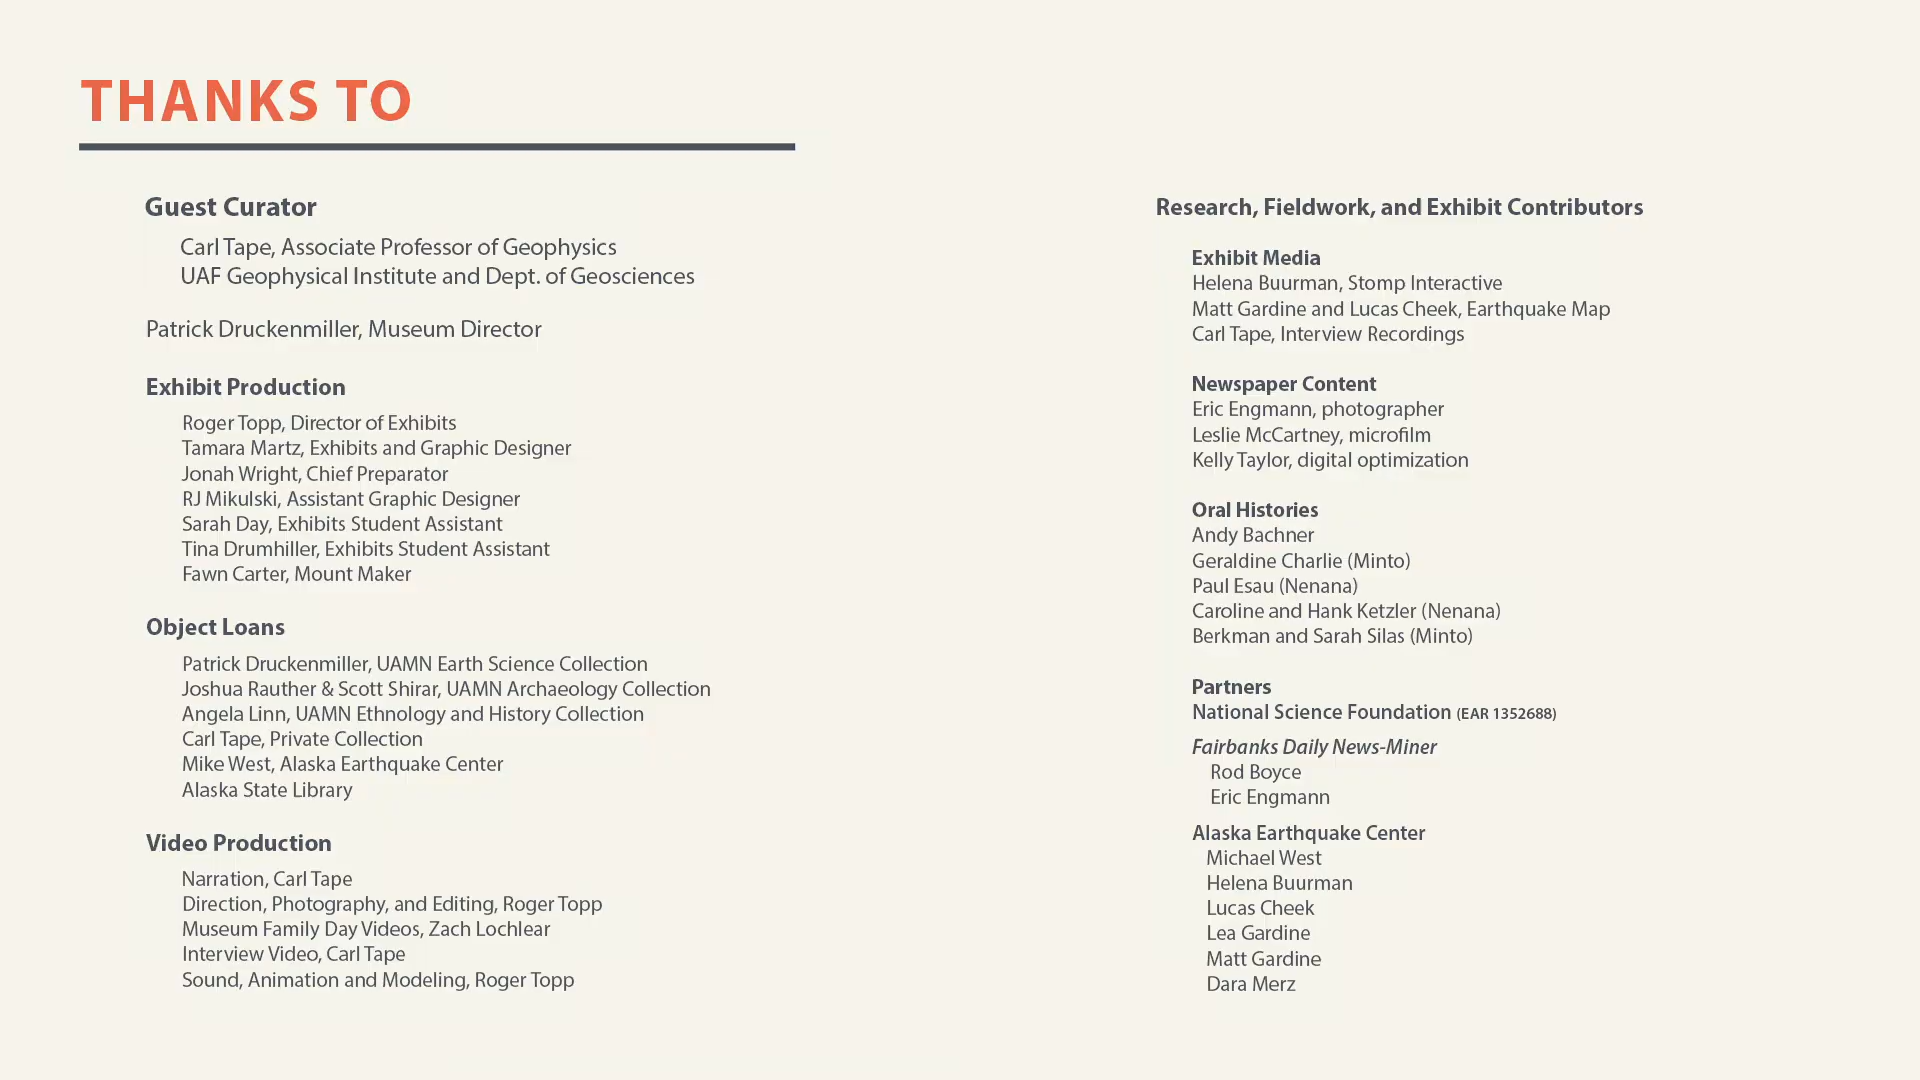 THANKS TO
Guest Curator
Carl Tape, Associate Professor of Geophysics
UAF Geophysical Institute and Dept. of Geosciences
Patrick Druckenmiller, Museum Director
Exhibit Production
Roger Topp, Director of Exhibits
Tamara Martz, Exhibits and Graphic Designer
Jonah Wright, Chief Preparator
RJ Mikulski, Assistant Graphic Designer
Sarah Day, Exhibits Student Assistant
Tina Drumhiller, Exhibits Student Assistant
Fawn Carter, Mount Maker
Object Loans
Patrick Druckenmiller, UAMN Earth Science Collection
Joshua Rauther & Scott Shirar, UAMN Archaeology Collection
Angela Linn, UAMN Ethnology and History Collection
Carl Tape, Private Collection
Mike West, Alaska Earthquake Center
Alaska State Library
Video Production
Narration, Carl Tape
Direction, Photography, and Editing, Roger Topp
Museum Family Day Videos, Zach Lochlear
Interview Video, Carl Tape
Sound, Animation and Modeling, Roger Topp
Research, Fieldwork, and Exhibit Contributors
Exhibit Media
Helena Buurman, Stomp Interactive
Matt Gardine and Lucas Cheek, Earthquake Map
Carl Tape, Interview Recordings
Newspaper Content
Eric Engmann, photographer
Leslie McCartney, microfilm
Kelly Taylor, digital optimization
Oral Histories
Andy Bachner
Geraldine Charlie (Minto)
Paul Esau (Nenana)
Caroline and Hank Ketzler (Nenana)
Berkman and Sarah Silas (Minto)
Partners
National Science Foundation (EAR 1352688)
Fairbanks Daily News-Miner
Rod Boyce
Eric Engmann
Alaska Earthquake Center
Michael West
Helena Buurman
Lucas Cheek
Lea Gardine
Matt Gardine
Dara Merz